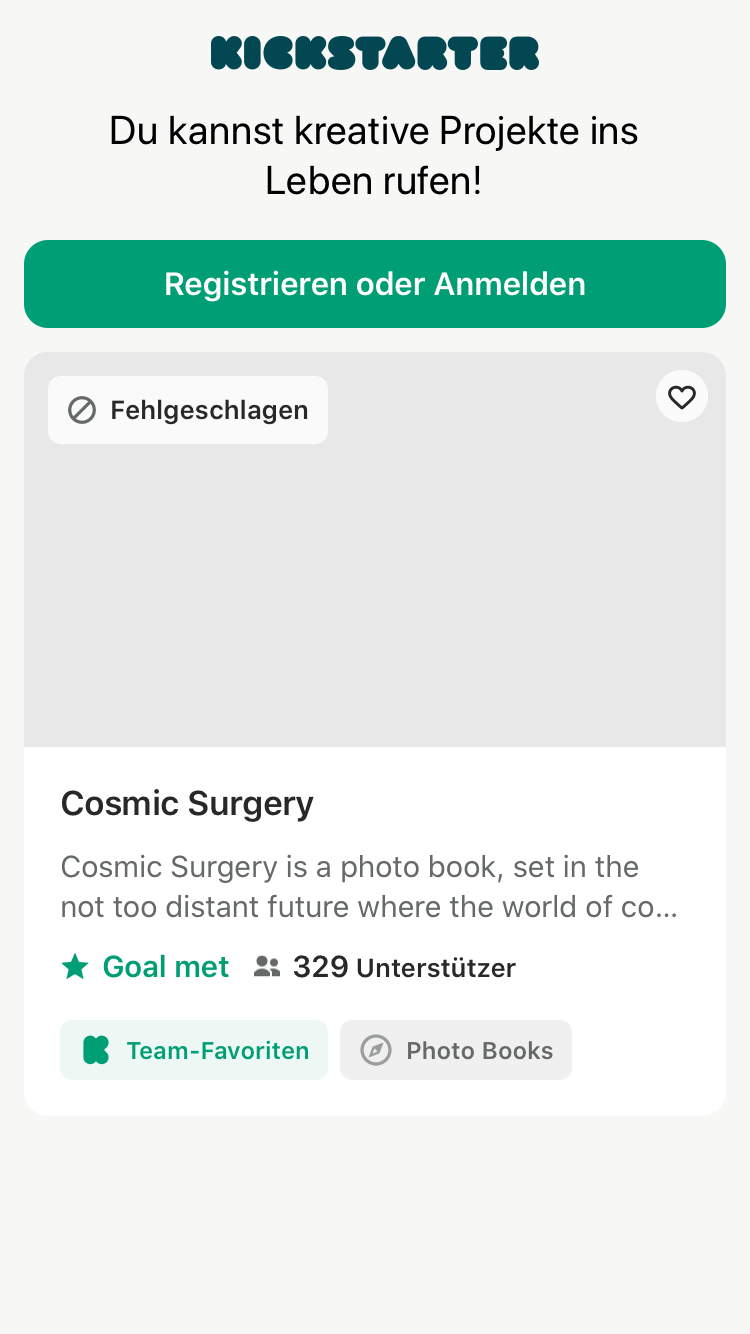 KICKSTARTER
Du kannst kreative Projekte ins
Leben rufen!
Registrieren oder Anmelden
Fehlgeschlagen
Cosmic Surgery
Cosmic Surgery is a photo book, set in the
not too distant future where the world of co...
Goal met 329 Unterstützer
Team-Favoriten Photo Books